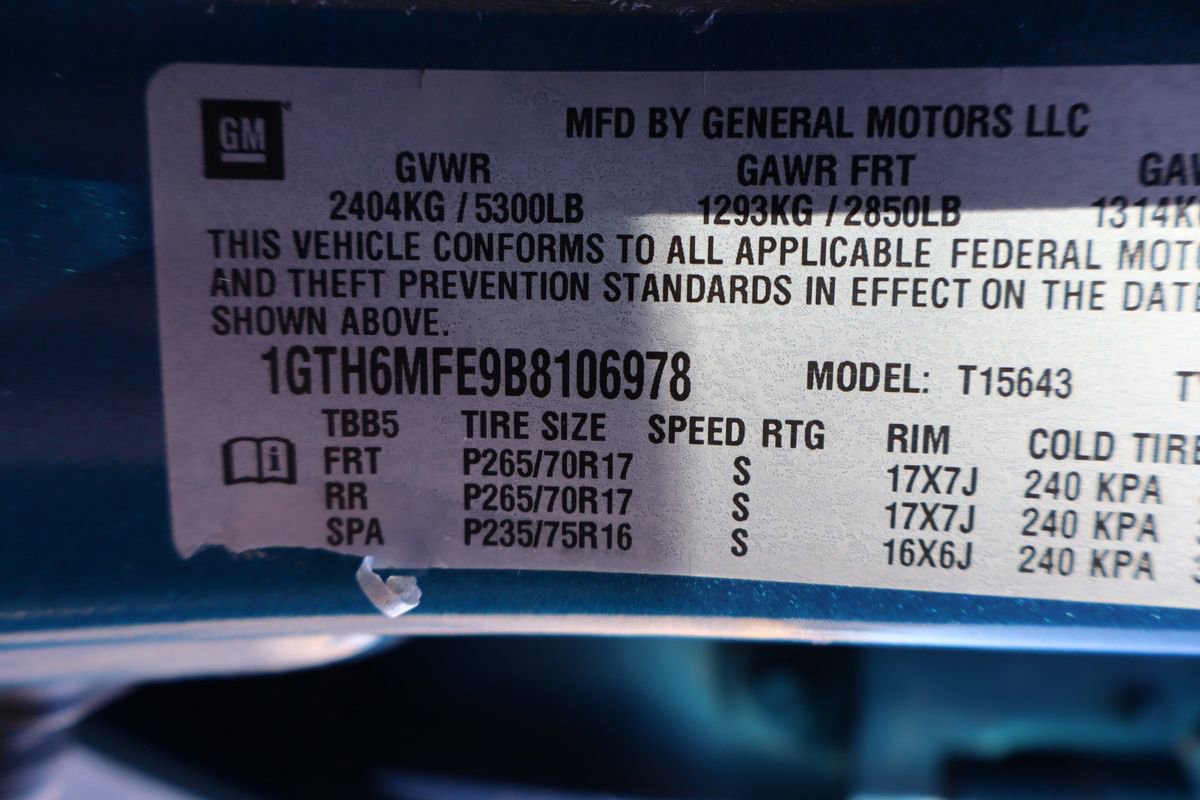 GM MFD BY GENERAL MOTORS LLC
GVWR GAWR FRT
2404KG / 5300LB 1293KG / 2850LB
THIS VEHICLE CONFORMS TO ALL APPLICABLE FEDERAL
AND THEFT PREVENTION STANDARDS IN EFFECT ON THE DATE
SHOWN ABOVE.
1GTH6MFE9B8106978 MODEL: T15643
TBB5 TIRE SIZE SPEED RTG RIM COLD TIRE
FRT P265/70R17 S 17X7J 240 KPA
RR P265/70R17 S 17X7J 240 KPA
SPA P235/75R16 S 16X6J 240 KPA